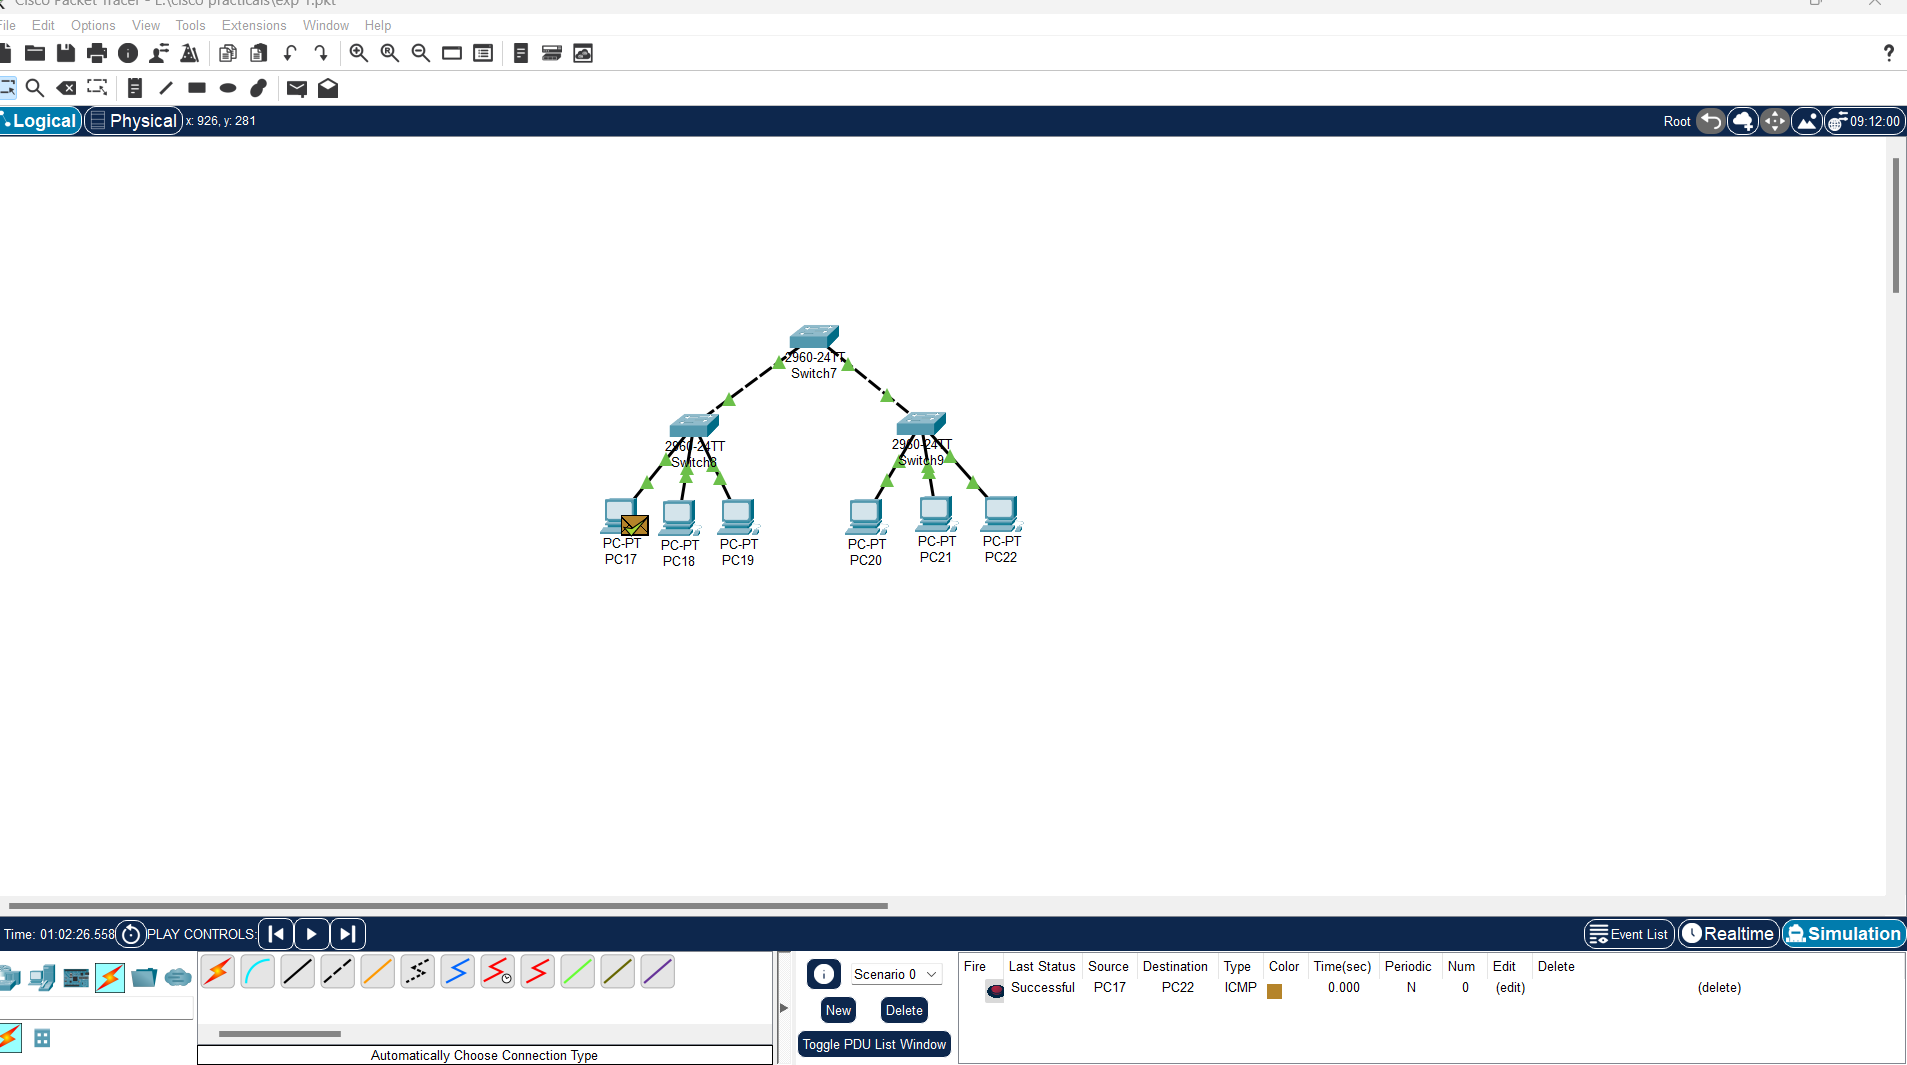 Cisco Packet Tracer - E:\cisco practicals\exp 1.pkt
File Edit Options View Tools Extensions Window Help
Logical Physical x: 926, y: 281 Root 09:12:00
2960-24TT
Switch7
2960-24TT
Switch8
2960-24TT
Switch9
PC-PT
PC17
PC-PT
PC18
PC-PT
PC19
PC-PT
PC20
PC-PT
PC21
PC-PT
PC22
Time: 01:02:26.558 PLAY CONTROLS: Event List Realtime Simulation
Scenario 0
New Delete
Toggle PDU List Window
Fire Last Status Source Destination Type Color Time(sec) Periodic Num Edit Delete
Successful PC17 PC22 ICMP 0.000 N 0 (edit) (delete)
Automatically Choose Connection Type